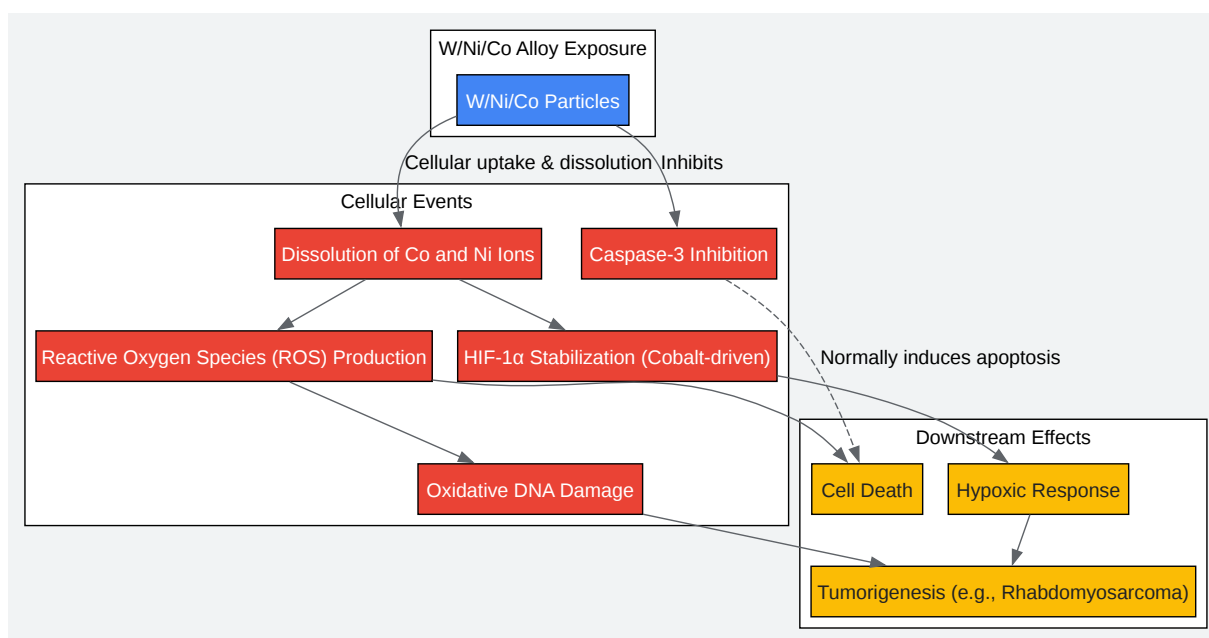 W/Ni/Co Alloy Exposure
W/Ni/Co Particles
Cellular uptake & dissolution
Inhibits
Cellular Events
Dissolution of Co and Ni Ions
Caspase-3 Inhibition
Reactive Oxygen Species (ROS) Production
HIF-1α Stabilization (Cobalt-driven)
Normally induces apoptosis
Downstream Effects
Oxidative DNA Damage
Cell Death
Hypoxic Response
Tumorigenesis (e.g., Rhabdomyosarcoma)